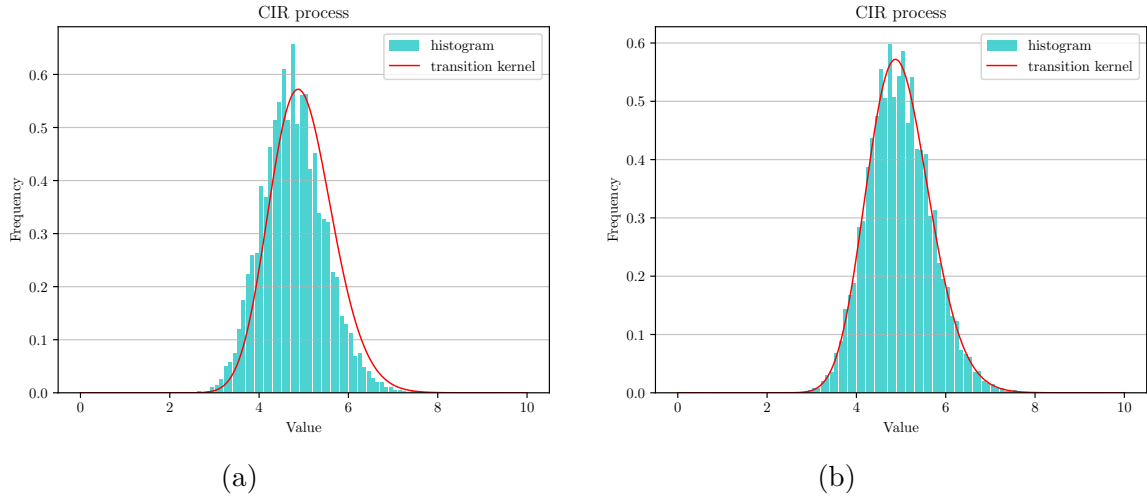 CIR process
histogram
transition kernel
Frequency
0.6
0.5
0.4
0.3
0.2
0.1
0.0
0 2 4 6 8 10
Value
(a)
CIR process
histogram
transition kernel
Frequency
0.6
0.5
0.4
0.3
0.2
0.1
0.0
0 2 4 6 8 10
Value
(b)